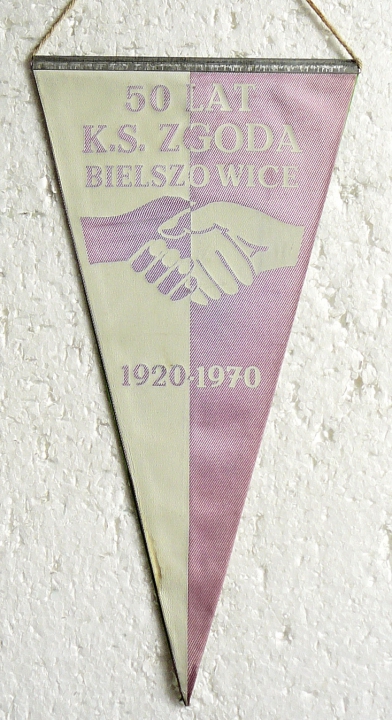 50 LAT
K.S. ZGODA
BIELSZOWICE
1920-1970